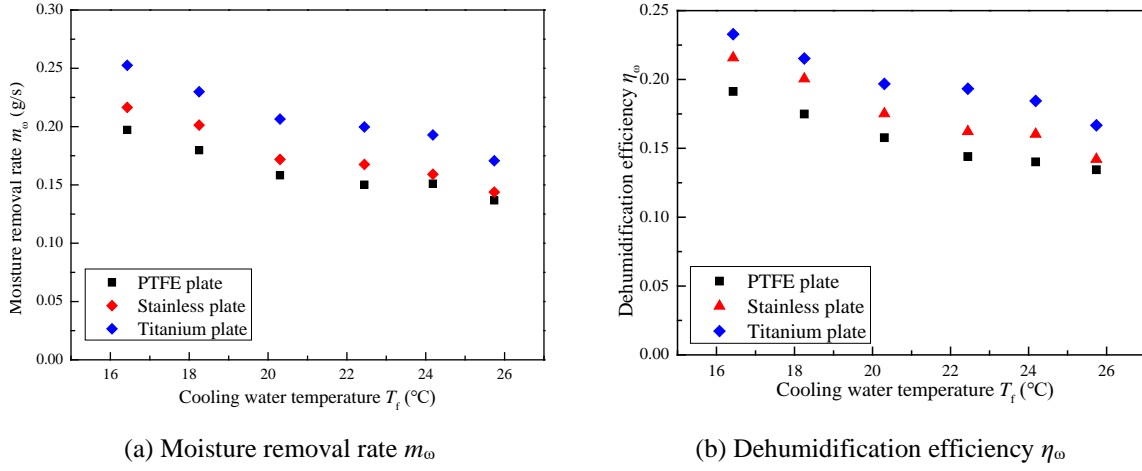 0.30
0.25
0.20
0.15
0.10
0.05
0.00
Moisture removal rate mω (g/s)
PTFE plate
Stainless plate
Titanium plate
16 18 20 22 24 26
Cooling water temperature Tf (°C)
(a) Moisture removal rate mω
0.25
0.20
0.15
0.10
0.05
0.00
Dehumidification efficiency ηω
PTFE plate
Stainless plate
Titanium plate
16 18 20 22 24 26
Cooling water temperature Tf (°C)
(b) Dehumidification efficiency ηω